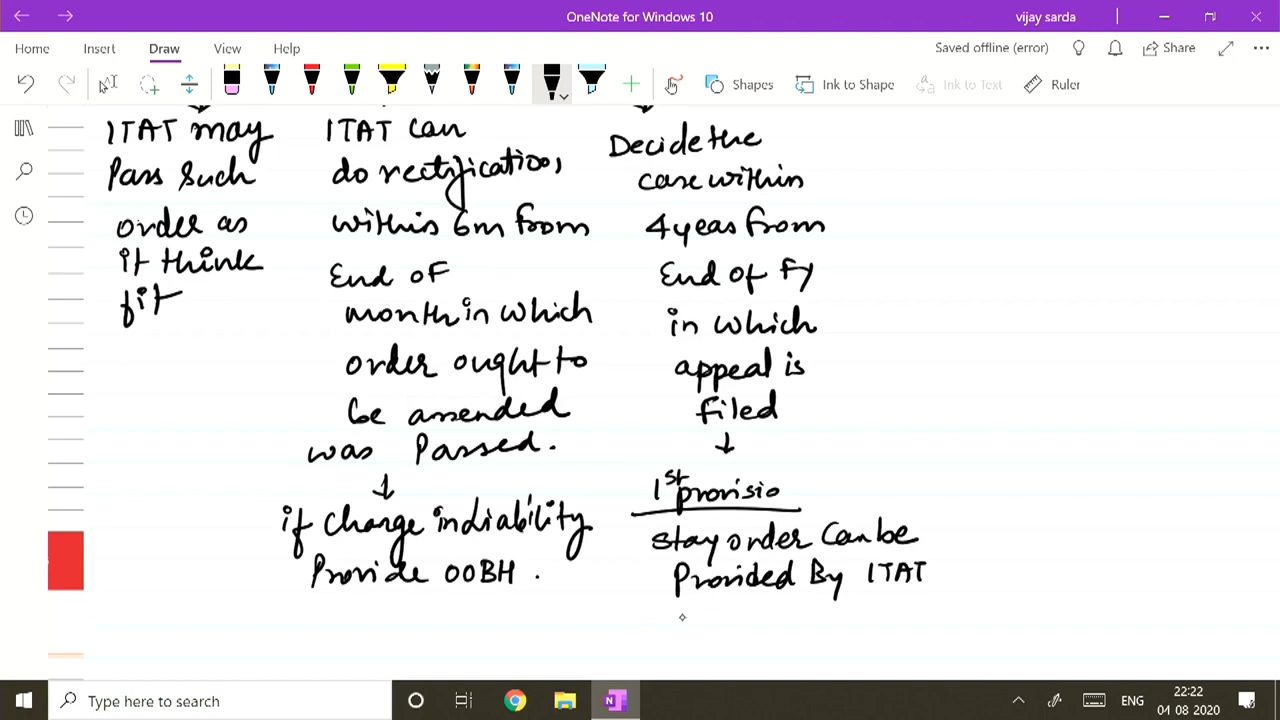 OneNote for Windows 10
vijay sarda
Home Insert Draw View Help
Saved offline (error)
Share
Shapes
Ink to Shape
Ink to Text
Ruler
ITAT may
Pass Such
order as
it think
fit
ITAT can
do rectification,
within 6m from
End of
month in which
order ought to
be amended
was Passed.
if Change in liability
Provide OOBH.
Decide the
case within
4 yeas from
End of Fy
in which
appeal is
filed
1st provisio
stay order Can be
Provided By ITAT
Type here to search
ENG
22:22
04-08-2020